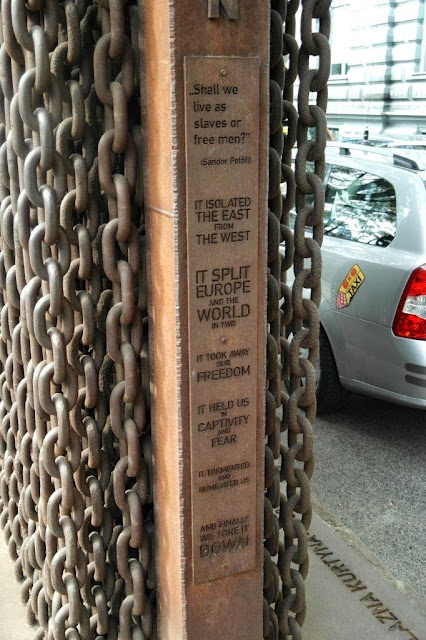 N
„Shall we
live as
slaves or
free men?”
(Sándor Petőfi)
IT ISOLATED
THE EAST
FROM
THE WEST
IT SPLIT
EUROPE
AND THE
WORLD
IN TWO
IT TOOK AWAY
OUR
FREEDOM
IT HELD US
IN
CAPTIVITY
AND
FEAR
IT TORMENTED
AND
HUMILIATED US
AND FINALLY
WE TORE IT
DOWN
TAXI
LAZNA KURTYNA